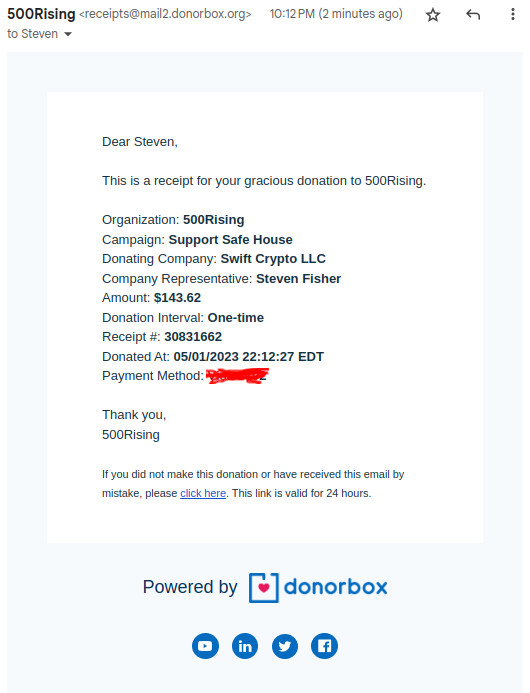 500Rising <receipts@mail2.donorbox.org> 10:12 PM (2 minutes ago)
to Steven
Dear Steven,
This is a receipt for your gracious donation to 500Rising.
Organization: 500Rising
Campaign: Support Safe House
Donating Company: Swift Crypto LLC
Company Representative: Steven Fisher
Amount: $143.62
Donation Interval: One-time
Receipt #: 30831662
Donated At: 05/01/2023 22:12:27 EDT
Payment Method:
Thank you,
500Rising
If you did not make this donation or have received this email by
mistake, please click here. This link is valid for 24 hours.
Powered by donorbox